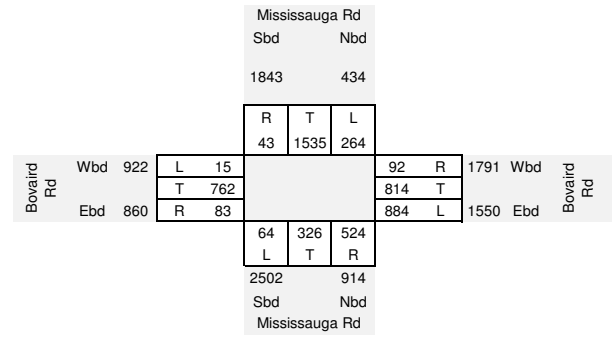 Mississauga Rd
Sbd Nbd
1843 434
R T L
43 1535 264
Bovaird Rd
Wbd 922 L 15 92 R 1791 Wbd
T 762 814 T
Ebd 860 R 83 884 L 1550 Ebd
Bovaird Rd
64 326 524
L T R
2502 914
Sbd Nbd
Mississauga Rd